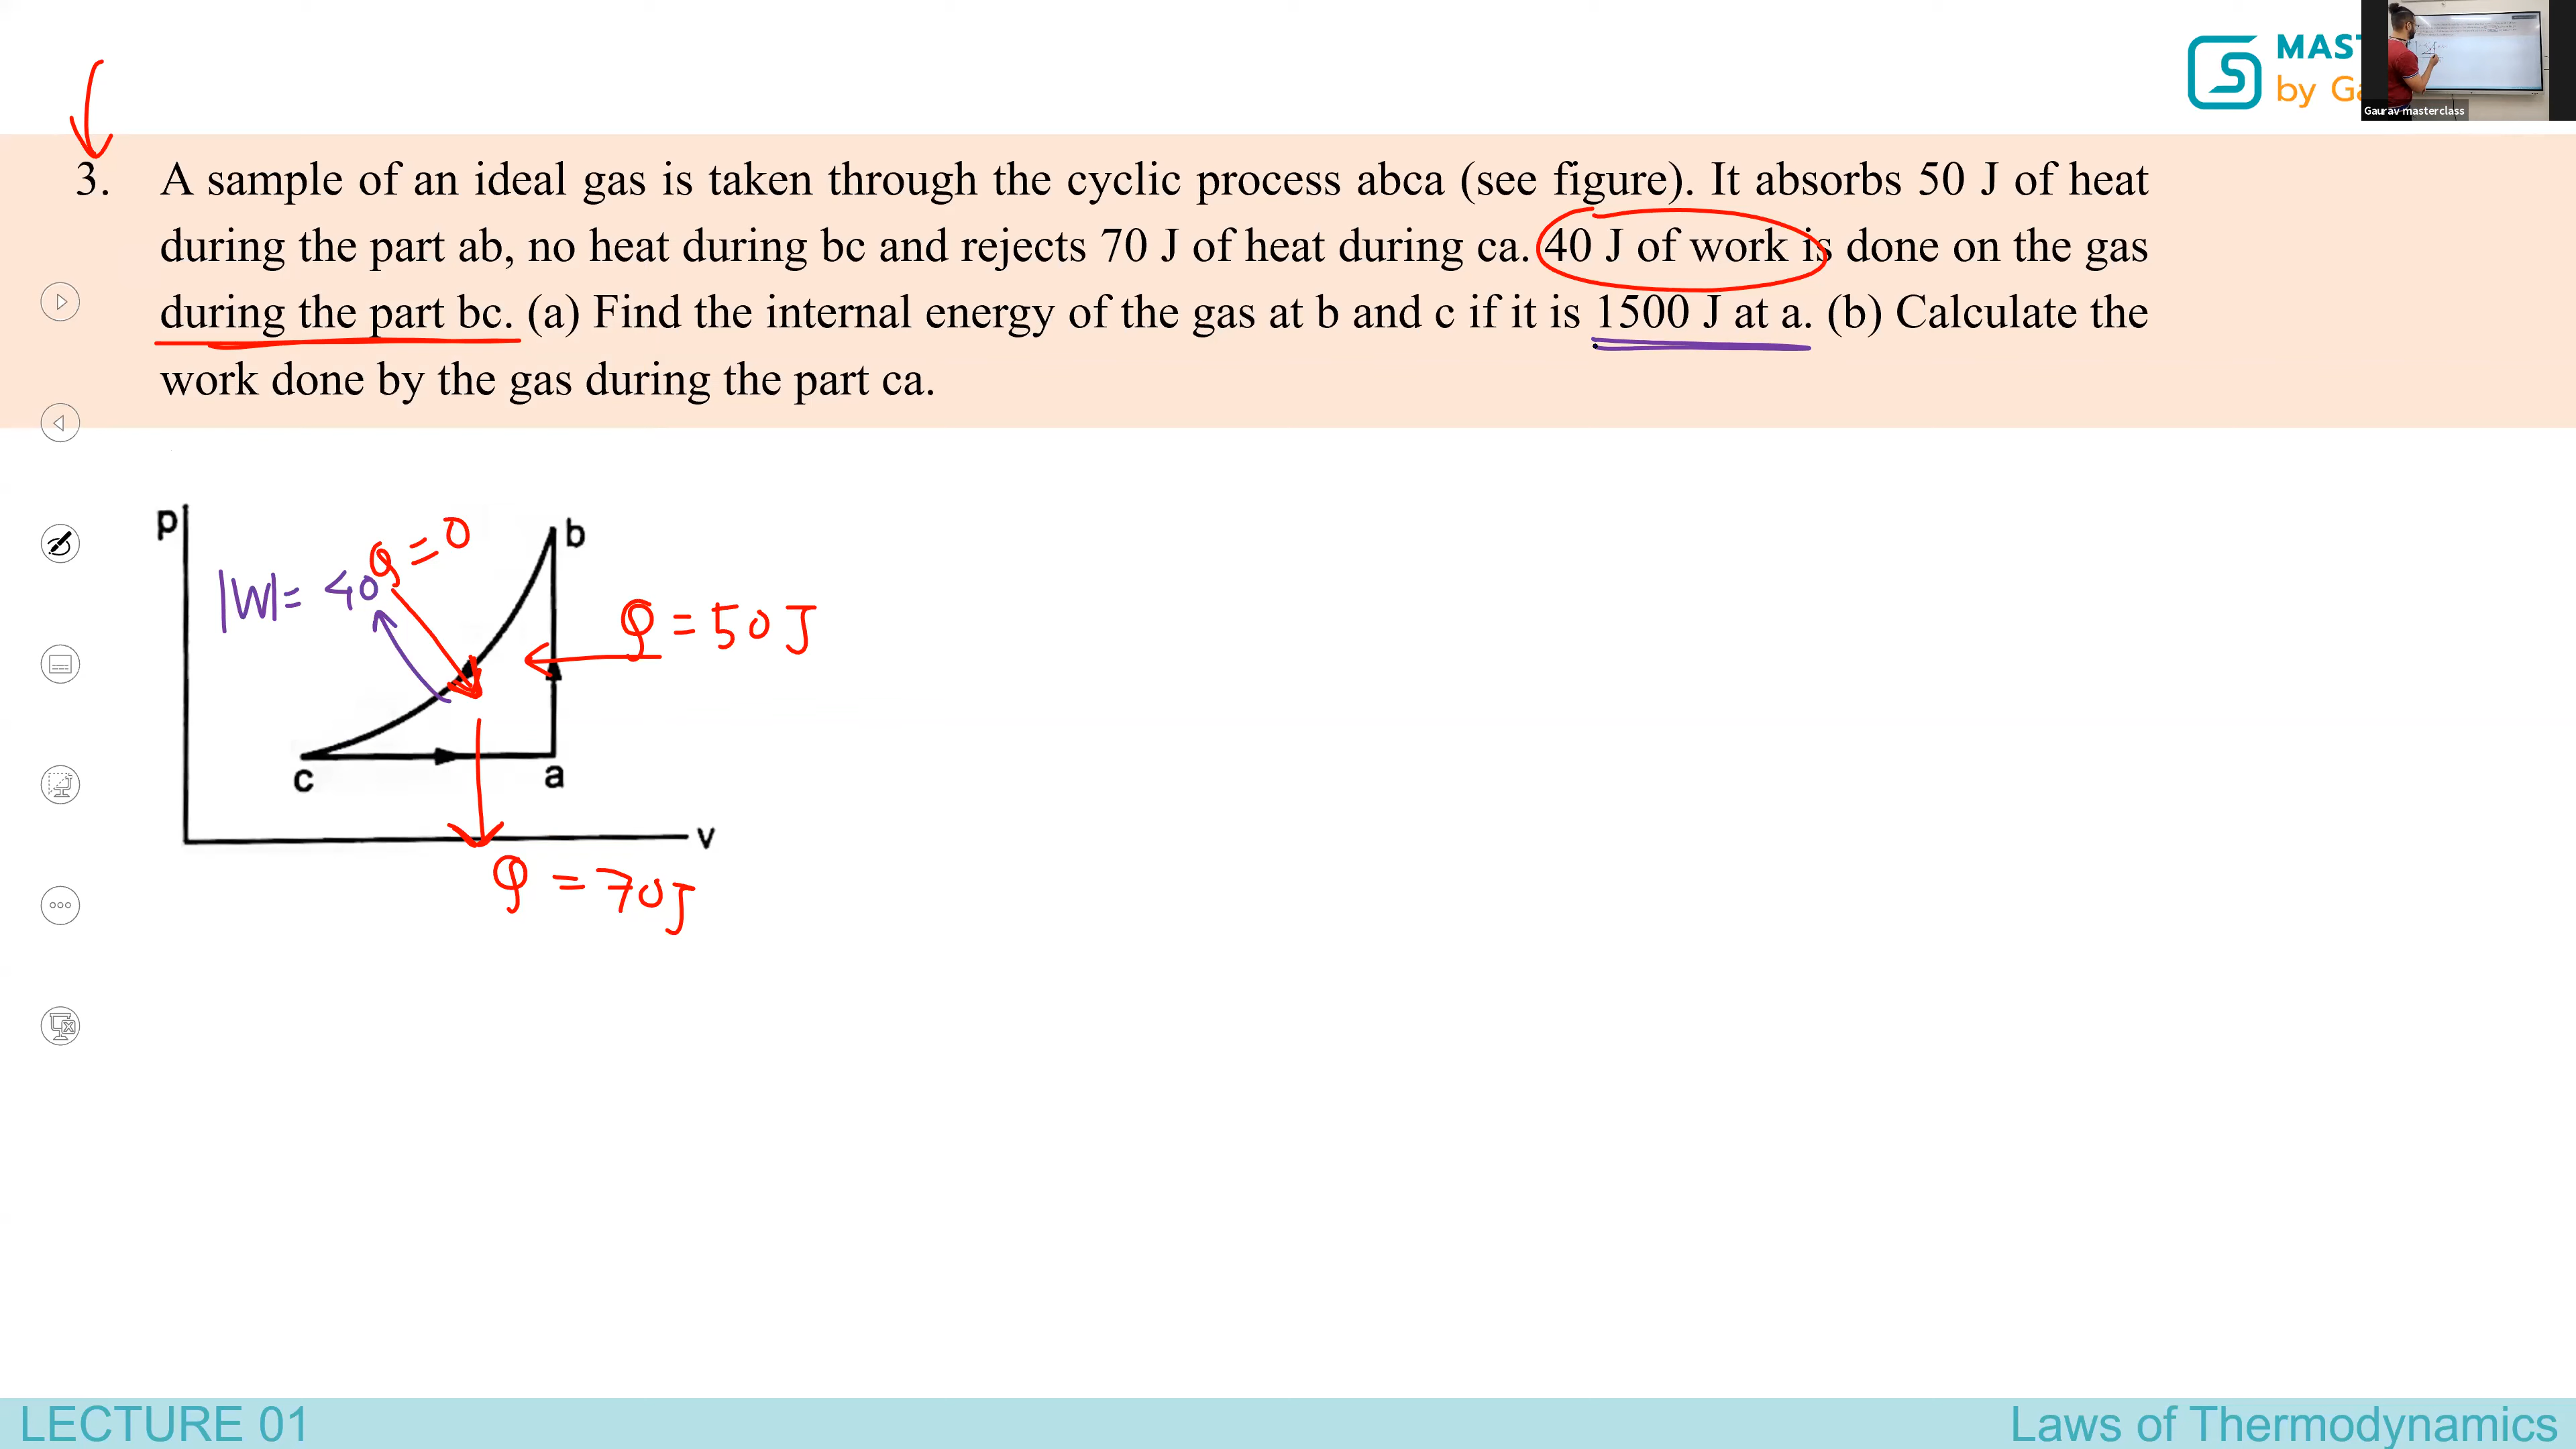 MAS
by Ga
Gaurav masterclass
3. A sample of an ideal gas is taken through the cyclic process abca (see figure). It absorbs 50 J of heat
during the part ab, no heat during bc and rejects 70 J of heat during ca. 40 J of work is done on the gas
during the part bc. (a) Find the internal energy of the gas at b and c if it is 1500 J at a. (b) Calculate the
work done by the gas during the part ca.
p
b
Q = 0
|W| = 40
Q = 50 J
c
a
v
Q = 70 J
LECTURE 01
Laws of Thermodynamics